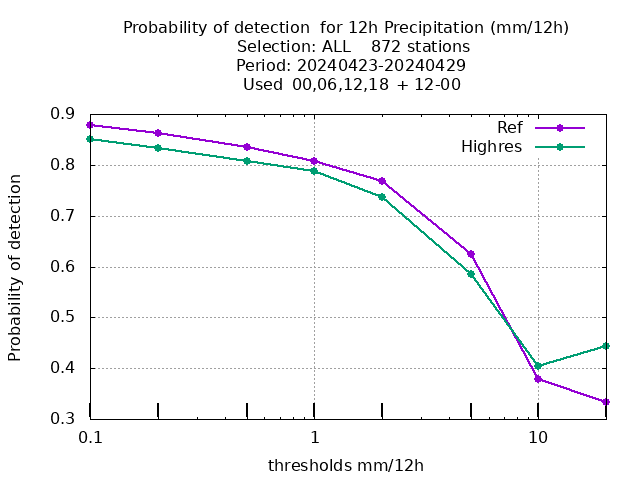 Probability of detection  for 12h Precipitation (mm/12h)
Selection: ALL    872 stations
Period: 20240423-20240429
Used  00,06,12,18  + 12-00
Ref
Highres
0.9
0.8
0.7
0.6
0.5
0.4
0.3
Probability of detection
0.1 1 10
thresholds mm/12h